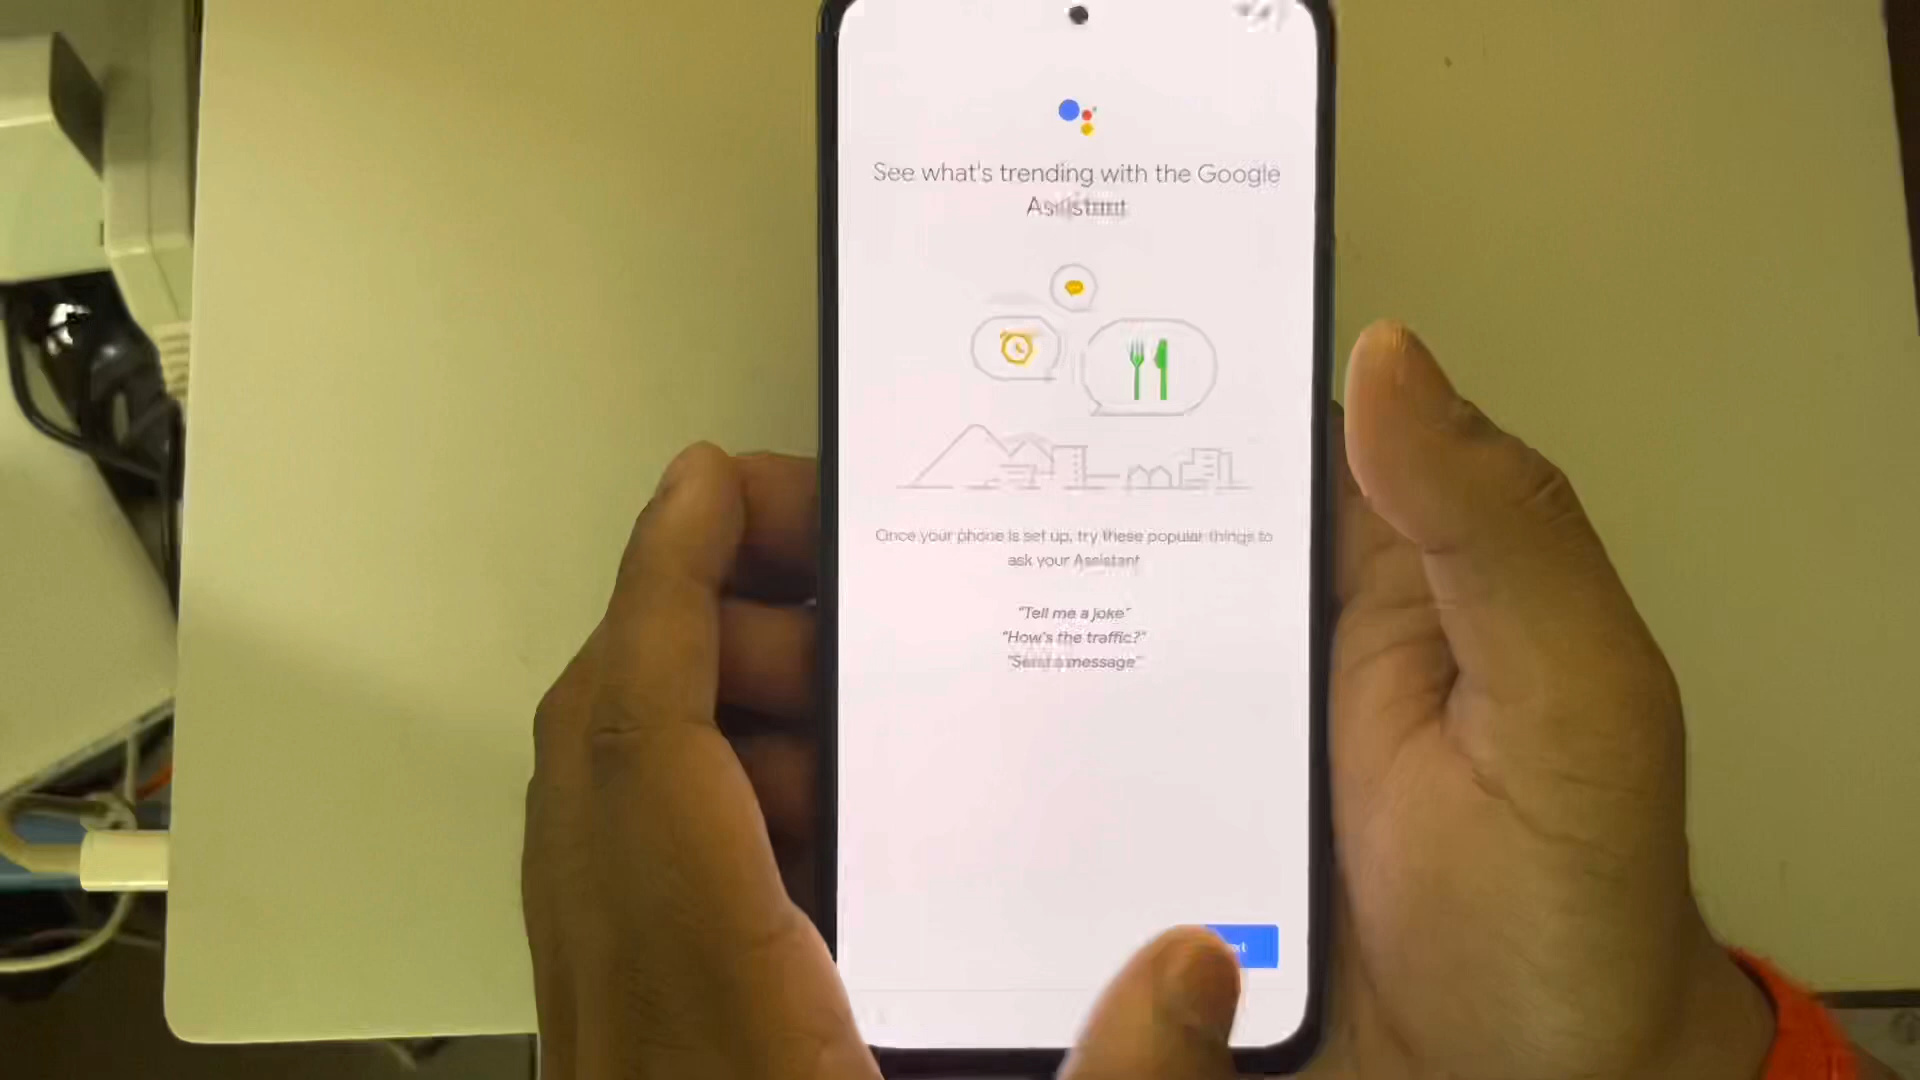 See what's trending with the Google
Assistant
Once your phone is set up, try these popular things to
ask your Assistant
"Tell me a joke"
"How's the traffic?"
"Send a message"